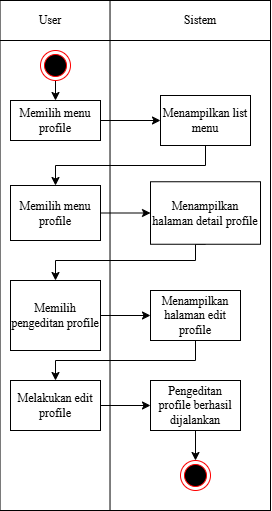 User
Sistem
Memilih menu
profile
Menampilkan list
menu
Memilih menu
profile
Menampilkan
halaman detail profile
Memilih
pengeditan profile
Menampilkan
halaman edit
profile
Melakukan edit
profile
Pengeditan
profile berhasil
dijalankan